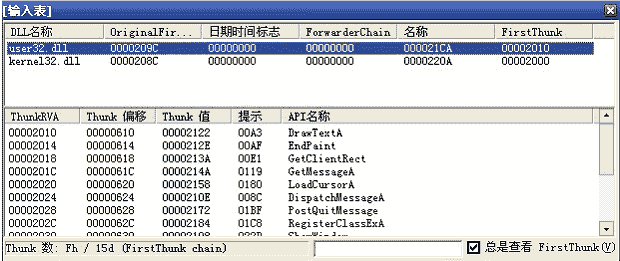 [输入表]
DLL名称 OriginalFir... 日期时间标志 ForwarderChain 名称 FirstThunk
user32.dll 0000209C 00000000 00000000 000021CA 00002010
kernel32.dll 0000208C 00000000 00000000 0000220A 00002000
ThunkRVA Thunk 偏移 Thunk 值 提示 API名称
00002010 00000610 00002122 00A3 DrawTextA
00002014 00000614 0000212E 00AF EndPaint
00002018 00000618 0000213A 00E1 GetClientRect
0000201C 0000061C 0000214A 0119 GetMessageA
00002020 00000620 00002158 0180 LoadCursorA
00002024 00000624 0000210E 008C DispatchMessageA
00002028 00000628 00002172 01BF PostQuitMessage
0000202C 0000062C 00002184 01C8 RegisterClassExA
Thunk 数: Fh / 15d (FirstThunk chain) 总是查看 FirstThunk(V)